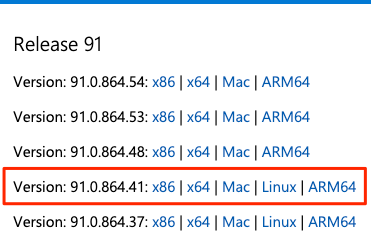 Release 91
Version: 91.0.864.54: x86 | x64 | Mac | ARM64
Version: 91.0.864.53: x86 | x64 | Mac | ARM64
Version: 91.0.864.48: x86 | x64 | Mac | ARM64
Version: 91.0.864.41: x86 | x64 | Mac | Linux | ARM64
Version: 91.0.864.37: x86 | x64 | Mac | Linux | ARM64